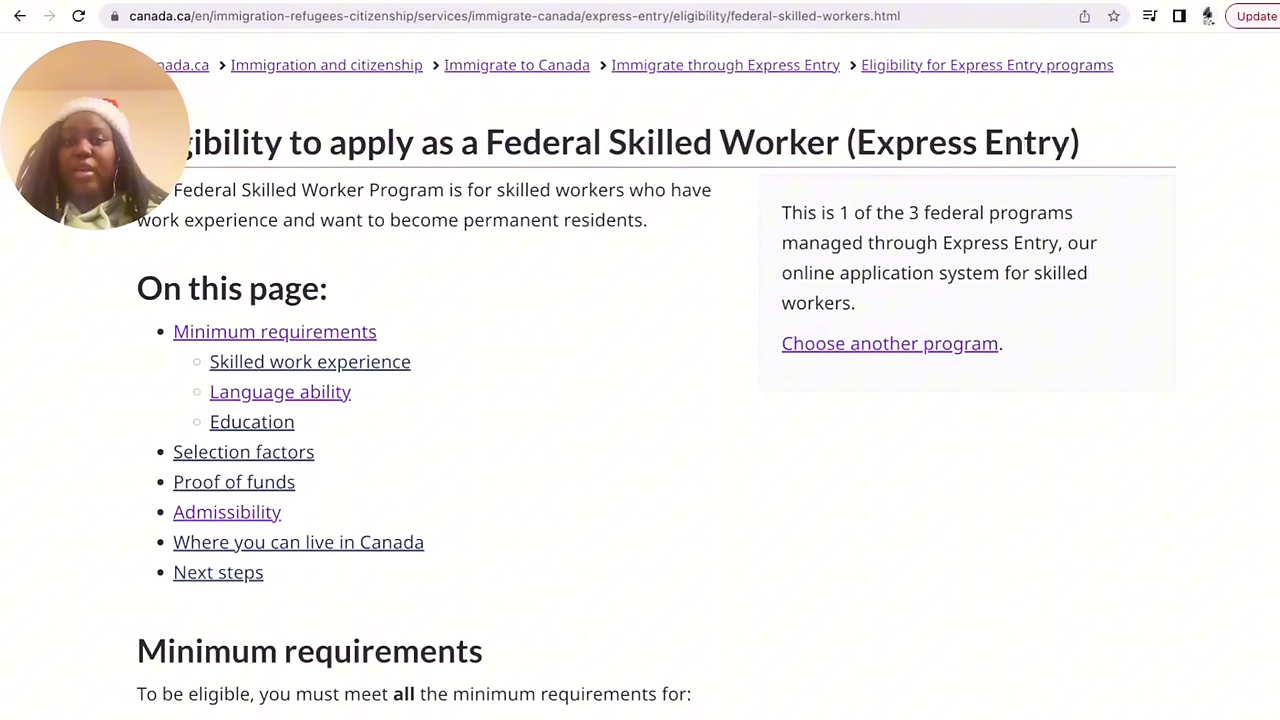 canada.ca/en/immigration-refugees-citizenship/services/immigrate-canada/express-entry/eligibility/federal-skilled-workers.html
Update
Immigration and citizenship
Immigrate to Canada
Immigrate through Express Entry
Eligibility for Express Entry programs
to apply as a Federal Skilled Worker (Express Entry)
Federal Skilled Worker Program is for skilled workers who have
work experience and want to become permanent residents.
This is 1 of the 3 federal programs
managed through Express Entry, our
online application system for skilled
workers.
Choose another program.
On this page:
Minimum requirements
Skilled work experience
Language ability
Education
Selection factors
Proof of funds
Admissibility
Where you can live in Canada
Next steps
Minimum requirements
To be eligible, you must meet all the minimum requirements for: